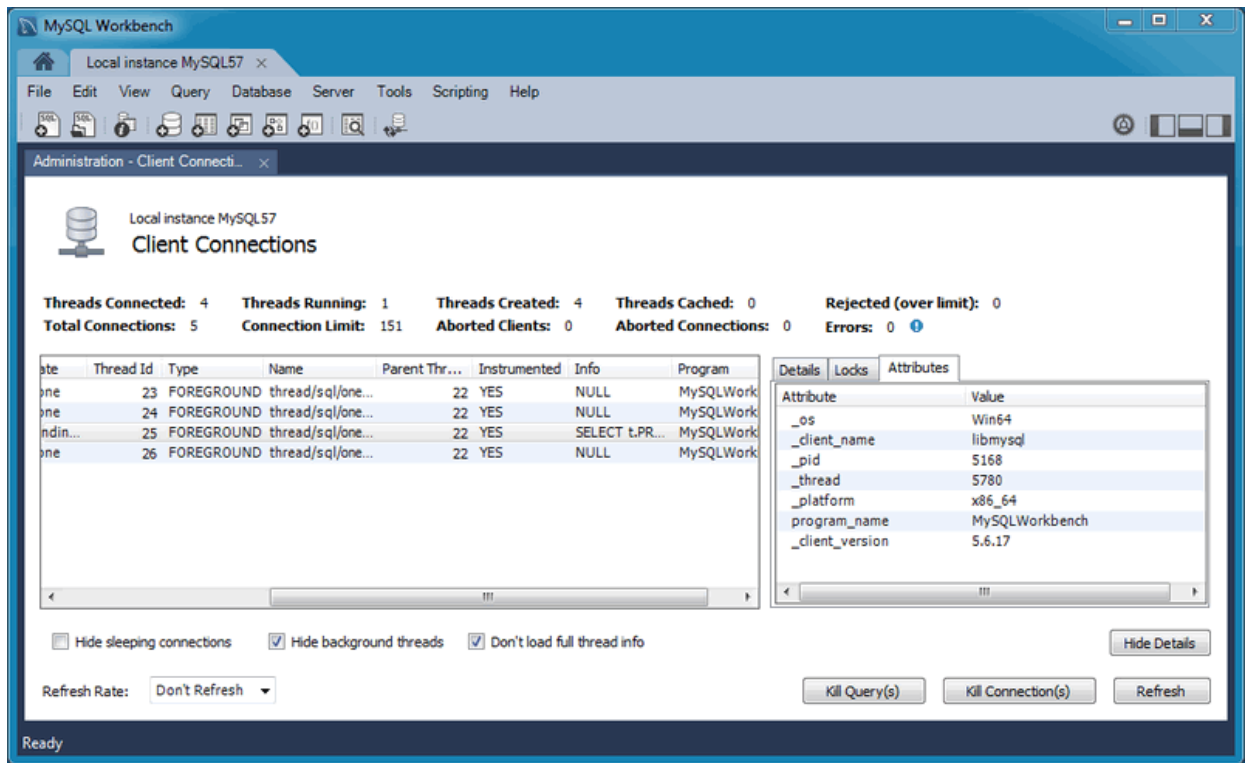 MySQL Workbench
Local instance MySQL57
File Edit View Query Database Server Tools Scripting Help
Administration - Client Connecti...
Local instance MySQL57
Client Connections
Threads Connected: 4 Threads Running: 1 Threads Created: 4 Threads Cached: 0 Rejected (over limit): 0
Total Connections: 5 Connection Limit: 151 Aborted Clients: 0 Aborted Connections: 0 Errors: 0
ate Thread Id Type Name Parent Thr... Instrumented Info Program
one 23 FOREGROUND thread/sql/one... 22 YES NULL MySQLWork
one 24 FOREGROUND thread/sql/one... 22 YES NULL MySQLWork
ndin... 25 FOREGROUND thread/sql/one... 22 YES SELECT t.PR... MySQLWork
one 26 FOREGROUND thread/sql/one... 22 YES NULL MySQLWork
Details Locks Attributes
Attribute Value
_os Win64
_client_name libmysql
_pid 5168
_thread 5780
_platform x86_64
program_name MySQLWorkbench
_client_version 5.6.17
Hide sleeping connections Hide background threads Don't load full thread info Hide Details
Refresh Rate: Don't Refresh Kill Query(s) Kill Connection(s) Refresh
Ready